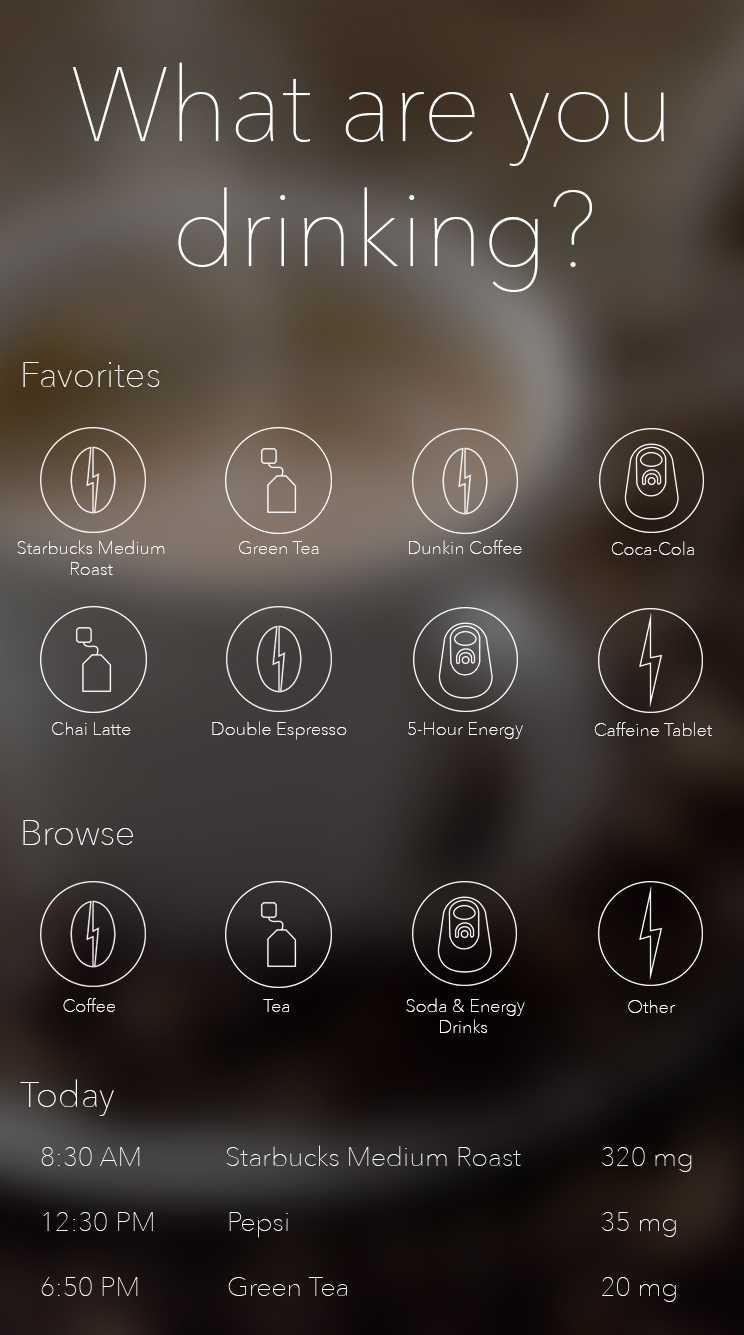 What are you
drinking?
Favorites
Starbucks Medium
Roast
Green Tea
Dunkin Coffee
Coca-Cola
Chai Latte
Double Espresso
5-Hour Energy
Caffeine Tablet
Browse
Coffee
Tea
Soda & Energy
Drinks
Other
Today
8:30 AM Starbucks Medium Roast 320 mg
12:30 PM Pepsi 35 mg
6:50 PM Green Tea 20 mg